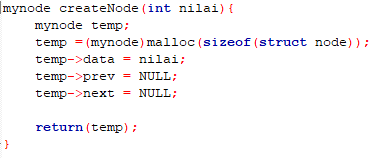 mynode createNode(int nilai){
    mynode temp;
    temp =(mynode)malloc(sizeof(struct node));
    temp->data = nilai;
    temp->prev = NULL;
    temp->next = NULL;

    return(temp);
}